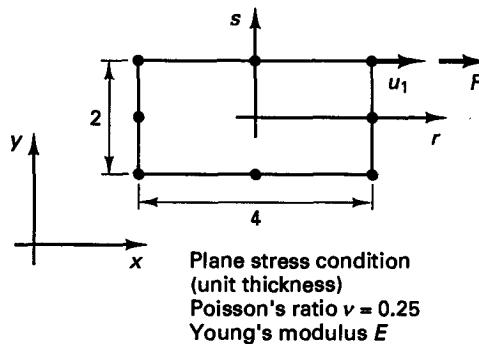 s
u₁
F
2
r
y
4
x
Plane stress condition
(unit thickness)
Poisson's ratio ν = 0.25
Young's modulus E